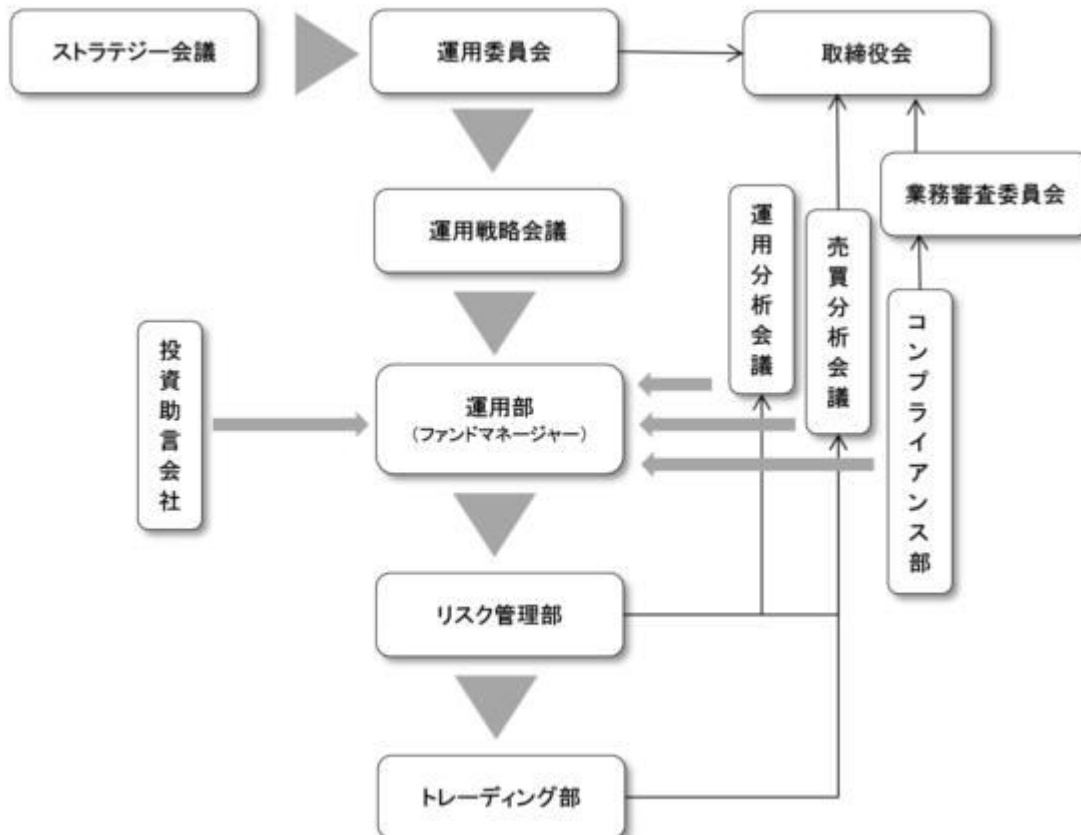 ストラテジー会議
運用委員会
取締役会
業務審査委員会
運用戦略会議
運用分析会議
売買分析会議
コンプライアンス部
投資助言会社
運用部
(ファンドマネージャー)
リスク管理部
トレーディング部